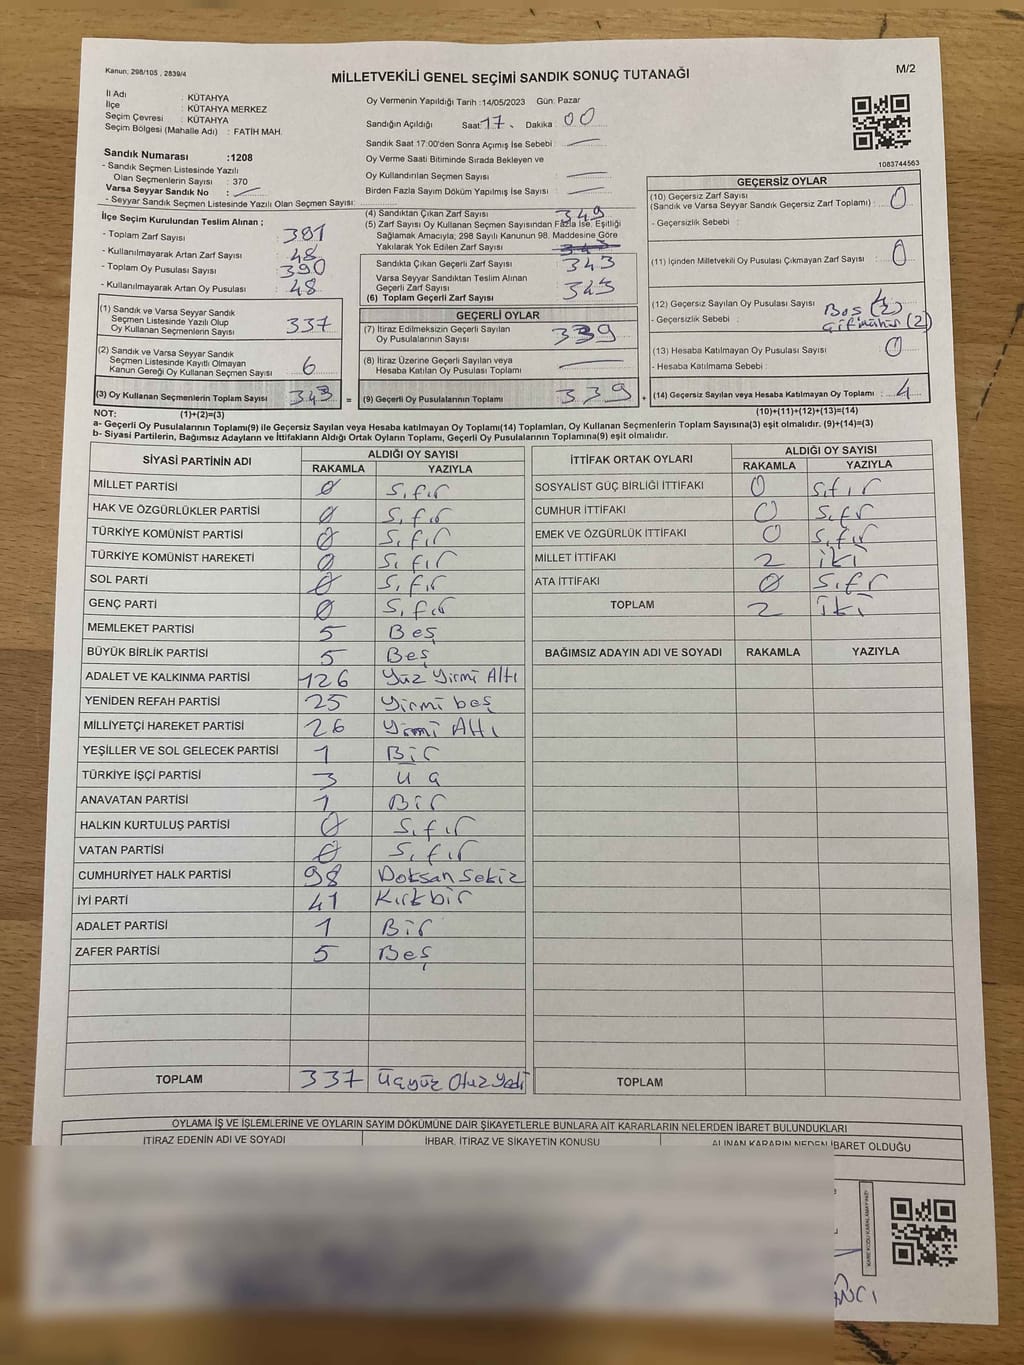 Kanun; 298/105 , 2839/4
MİLLETVEKİLİ GENEL SEÇİMİ SANDIK SONUÇ TUTANAĞI
M/2
İl Adı : KÜTAHYA
İlçe : KÜTAHYA MERKEZ
Seçim Çevresi : KÜTAHYA
Seçim Bölgesi (Mahalle Adı) : FATİH MAH.
Oy Vermenin Yapıldığı Tarih :14/05/2023 Gün: Pazar
Sandığın Açıldığı Saat: 17 Dakika : 00
Sandık Saat 17:00'den Sonra Açımış İse Sebebi : —
Oy Verme Saati Bitiminde Sırada Bekleyen ve
Oy Kullandırılan Seçmen Sayısı : —
Birden Fazla Sayım Döküm Yapılmış İse Sayısı : —
1083744563
Sandık Numarası :1208
- Sandık Seçmen Listesinde Yazılı
Olan Seçmenlerin Sayısı : 370
Varsa Seyyar Sandık No : —
- Seyyar Sandık Seçmen Listesinde Yazılı Olan Seçmen Sayısı:
İlçe Seçim Kurulundan Teslim Alınan ;
- Toplam Zarf Sayısı : 391
- Kullanılmayarak Artan Zarf Sayısı : 48
- Toplam Oy Pusulası Sayısı : 390
- Kullanılmayarak Artan Oy Pusulası : 48
(1) Sandık ve Varsa Seyyar Sandık
Seçmen Listesinde Yazılı Olup
Oy Kullanan Seçmenlerin Sayısı : 337
(2) Sandık ve Varsa Seyyar Sandık
Seçmen Listesinde Kayıtlı Olmayan
Kanun Gereği Oy Kullanan Seçmen Sayısı : 6
(3) Oy Kullanan Seçmenlerin Toplam Sayısı : 343
(4) Sandıktan Çıkan Zarf Sayısı : 349
(5) Zarf Sayısı Oy Kullanan Seçmen Sayısından Fazla İse, Eşitliği
Sağlamak Amacıyla, 298 Sayılı Kanunun 98. Maddesine Göre
Yakılarak Yok Edilen Zarf Sayısı :
Sandıkta Çıkan Geçerli Zarf Sayısı : 343
Varsa Seyyar Sandıktan Teslim Alınan
Geçerli Zarf Sayısı :
(6) Toplam Geçerli Zarf Sayısı : 343
GEÇERLİ OYLAR
(7) İtiraz Edilmeksizin Geçerli Sayılan
Oy Pusulalarının Sayısı : 339
(8) İtiraz Üzerine Geçerli Sayılan veya
Hesaba Katılan Oy Pusulası Toplamı : —
= (9) Geçerli Oy Pusulalarının Toplamı : 339
GEÇERSİZ OYLAR
(10) Geçersiz Zarf Sayısı
(Sandık ve Varsa Seyyar Sandık Geçersiz Zarf Toplamı) : 0
- Geçersizlik Sebebi :
(11) İçinden Milletvekili Oy Pusulası Çıkmayan Zarf Sayısı : 0
(12) Geçersiz Sayılan Oy Pusulası Sayısı : 4
- Geçersizlik Sebebi : Boş (2)
(2)
(13) Hesaba Katılmayan Oy Pusulası Sayısı : 0
- Hesaba Katılmama Sebebi :
+ (14) Geçersiz Sayılan veya Hesaba Katılmayan Oy Toplamı : 4
NOT: (1)+(2)=(3) (10)+(11)+(12)+(13)=(14)
a- Geçerli Oy Pusulalarının Toplamı(9) ile Geçersiz Sayılan veya Hesaba katılmayan Oy Pusulası Toplamı(14) Toplamları, Oy Kullanan Seçmenlerin Toplam Sayısına(3) eşit olmalıdır. (9)+(14)=(3)
b- Siyasi Partilerin, Bağımsız Adayların ve İttifakların Aldığı Ortak Oyların Toplamı, Geçerli Oy Pusulalarının Toplamına(9) eşit olmalıdır.
SİYASİ PARTİNİN ADI ALDIĞI OY SAYISI
RAKAMLA YAZIYLA
MİLLET PARTİSİ 0 Sıfır
HAK VE ÖZGÜRLÜKLER PARTİSİ 0 Sıfır
TÜRKİYE KOMÜNİST PARTİSİ 0 Sıfır
TÜRKİYE KOMÜNİST HAREKETİ 0 Sıfır
SOL PARTİ 0 Sıfır
GENÇ PARTİ 0 Sıfır
MEMLEKET PARTİSİ 5 Beş
BÜYÜK BİRLİK PARTİSİ 5 Beş
ADALET VE KALKINMA PARTİSİ 126 Yüz Yirmi Altı
YENİDEN REFAH PARTİSİ 25 Yirmi beş
MİLLİYETÇİ HAREKET PARTİSİ 26 Yirmi Altı
YEŞİLLER VE SOL GELECEK PARTİSİ 1 Bir
TÜRKİYE İŞÇİ PARTİSİ 3 Üç
ANAVATAN PARTİSİ 1 Bir
HALKIN KURTULUŞ PARTİSİ 0 Sıfır
VATAN PARTİSİ 0 Sıfır
CUMHURİYET HALK PARTİSİ 98 Doksan Sekiz
İYİ PARTİ 41 Kırk bir
ADALET PARTİSİ 1 Bir
ZAFER PARTİSİ 5 Beş
TOPLAM 337 Üçyüz Otuz Yedi
İTTİFAK ORTAK OYLARI ALDIĞI OY SAYISI
RAKAMLA YAZIYLA
SOSYALİST GÜÇ BİRLİĞİ İTTİFAKI 0 Sıfır
CUMHUR İTTİFAKI 0 Sıfır
EMEK VE ÖZGÜRLÜK İTTİFAKI 0 Sıfır
MİLLET İTTİFAKI 2 İki
ATA İTTİFAKI 0 Sıfır
TOPLAM 2 İki
BAĞIMSIZ ADAYIN ADI VE SOYADI RAKAMLA YAZIYLA
TOPLAM
OYLAMA İŞ VE İŞLEMLERİNE VE OYLARIN SAYIM DÖKÜMÜNE DAİR ŞİKAYETLERLE BUNLARA AİT KARARLARIN NELERDEN İBARET BULUNDUKLARI
İTİRAZ EDENİN ADI VE SOYADI İHBAR, İTİRAZ VE ŞİKAYETİN KONUSU ALINAN KARARIN NEDEN İBARET OLDUĞU
KARE KODU KARALAMAYINIZ!